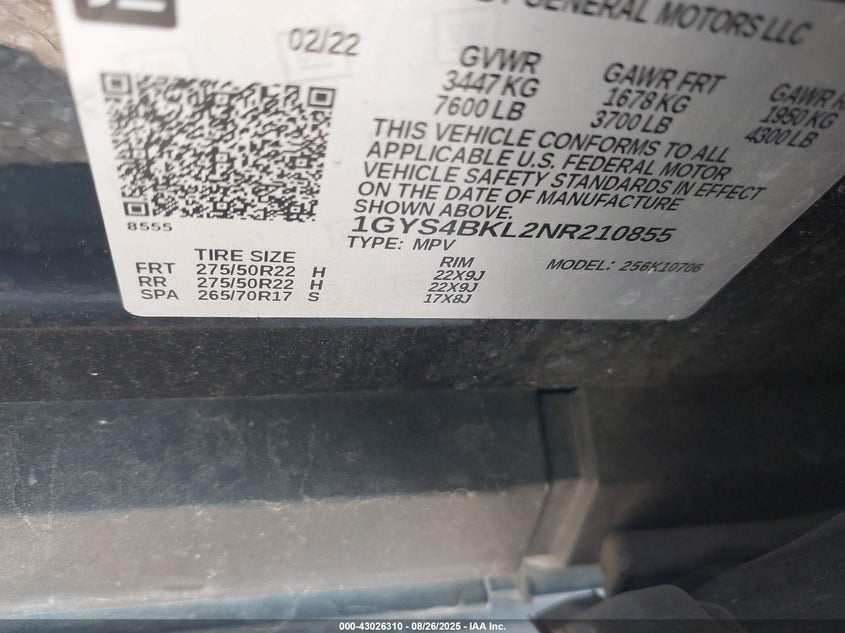 GENERAL MOTORS LLC
02/22
GVWR
3447 KG
7600 LB
GAWR FRT
1678 KG
3700 LB
GAWR
1950 KG
4300 LB
THIS VEHICLE CONFORMS TO ALL
APPLICABLE U.S. FEDERAL MOTOR
VEHICLE SAFETY STANDARDS IN EFFECT
ON THE DATE OF MANUFACTURE
SHOWN ABOVE.
8555
1GYS4BKL2NR210855
TYPE: MPV
MODEL: 256K10706
TIRE SIZE RIM
FRT 275/50R22 H 22X9J
RR 275/50R22 H 22X9J
SPA 265/70R17 S 17X8J
000-43026310 - 08/26/2025 - IAA Inc.